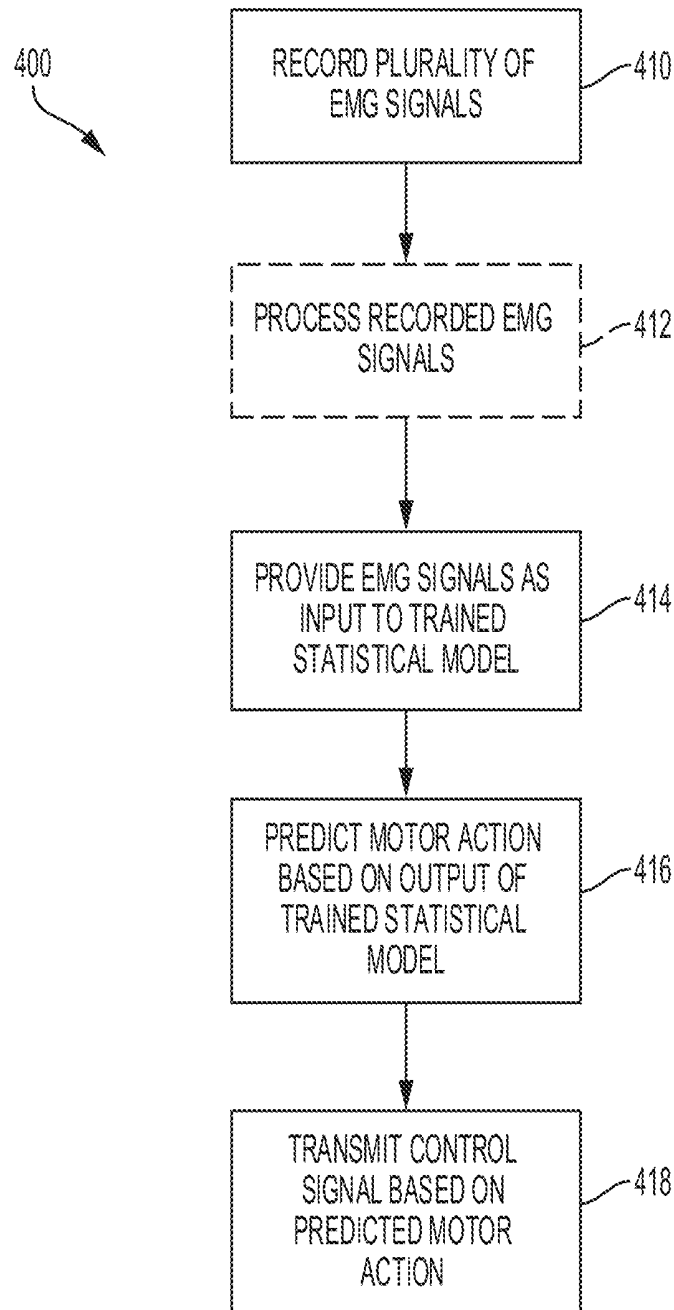 400
RECORD PLURALITY OF
EMG SIGNALS
410
PROCESS RECORDED EMG
SIGNALS
412
PROVIDE EMG SIGNALS AS
INPUT TO TRAINED
STATISTICAL MODEL
414
PREDICT MOTOR ACTION
BASED ON OUTPUT OF
TRAINED STATISTICAL
MODEL
416
TRANSMIT CONTROL
SIGNAL BASED ON
PREDICTED MOTOR
ACTION
418